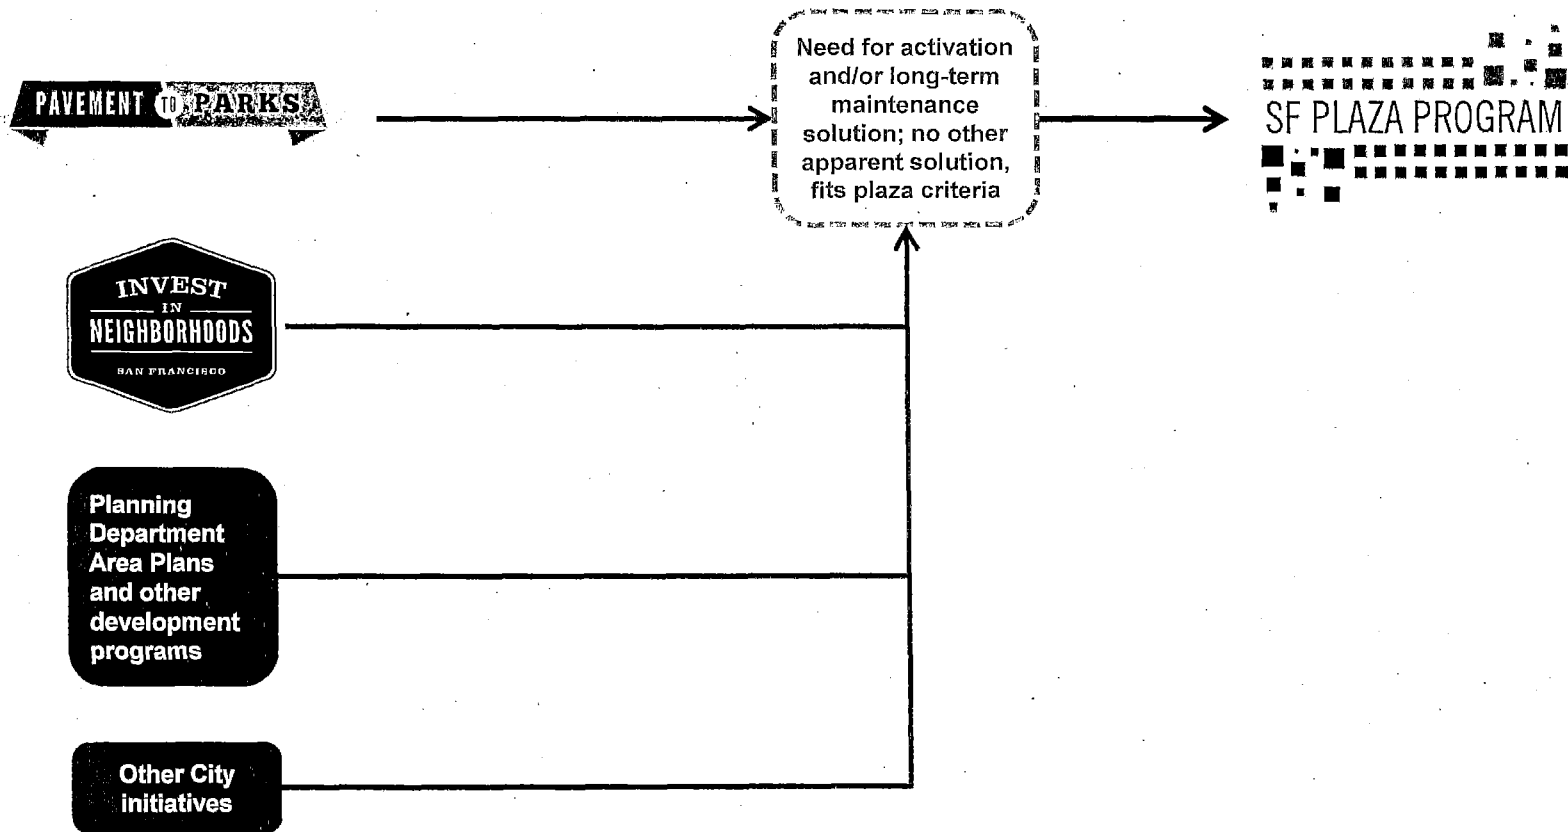 PAVEMENT TO PARKS
Need for activation
and/or long-term
maintenance
solution; no other
apparent solution,
fits plaza criteria
SF PLAZA PROGRAM
INVEST
IN
NEIGHBORHOODS
SAN FRANCISCO
Planning
Department
Area Plans
and other
development
programs
Other City
initiatives